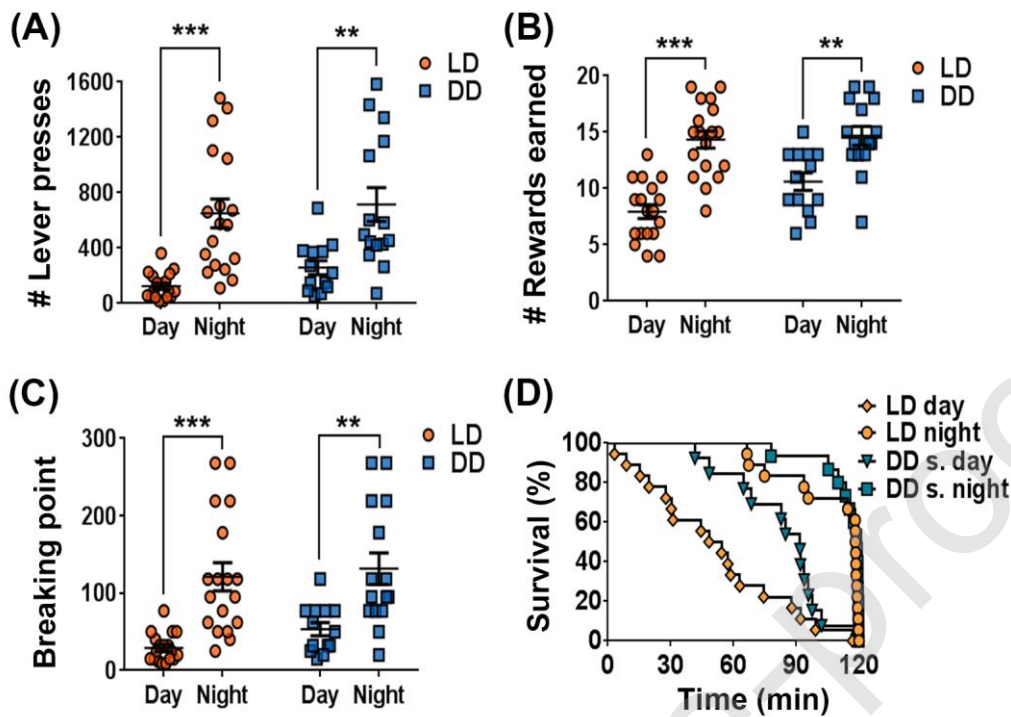 (A)
*** **
LD
DD
# Lever presses
1600
1200
800
400
0
Day Night Day Night
(B)
*** **
LD
DD
# Rewards earned
20
15
10
5
0
Day Night Day Night
(C)
*** **
LD
DD
Breaking point
300
200
100
0
Day Night Day Night
(D)
LD day
LD night
DD s. day
DD s. night
Survival (%)
100
80
60
40
20
0
0 30 60 90 120
Time (min)
-proo